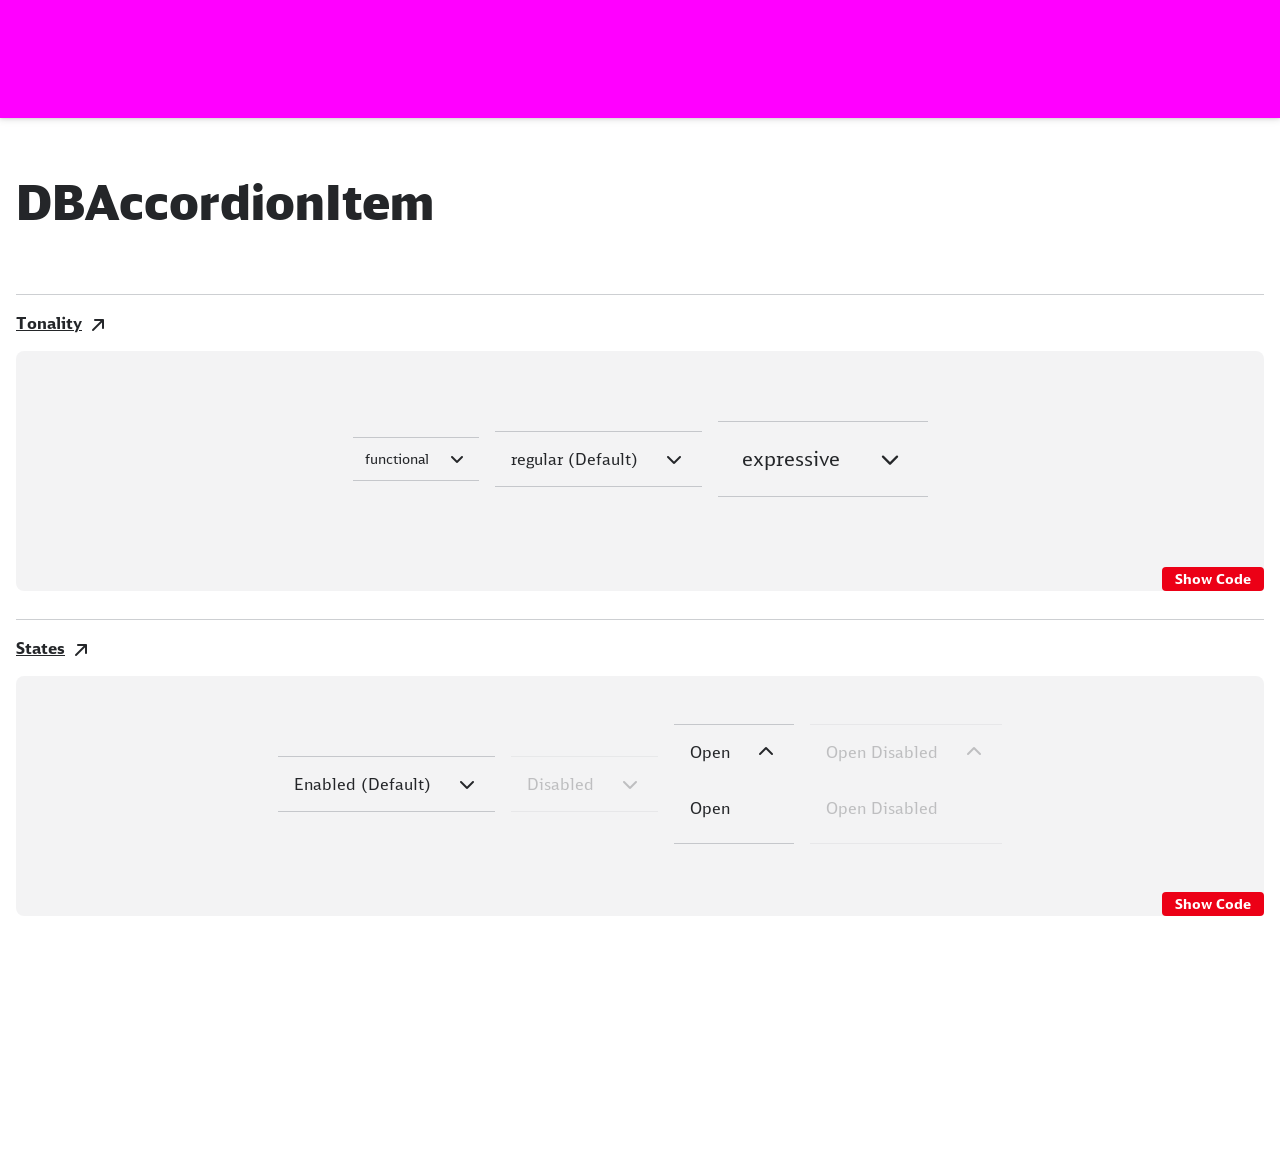 DBAccordionItem
Tonality
functional
regular (Default)
expressive
Show Code
States
Enabled (Default)
Disabled
Open
Open Disabled
Open
Open Disabled
Show Code